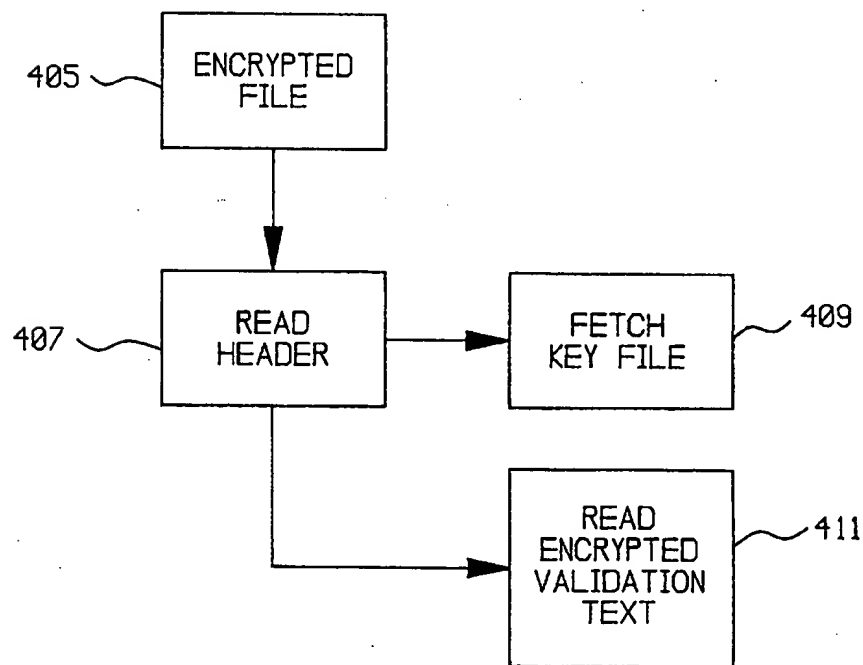 405
ENCRYPTED
FILE
407
READ
HEADER
FETCH
KEY FILE
409
READ
ENCRYPTED
VALIDATION
TEXT
411